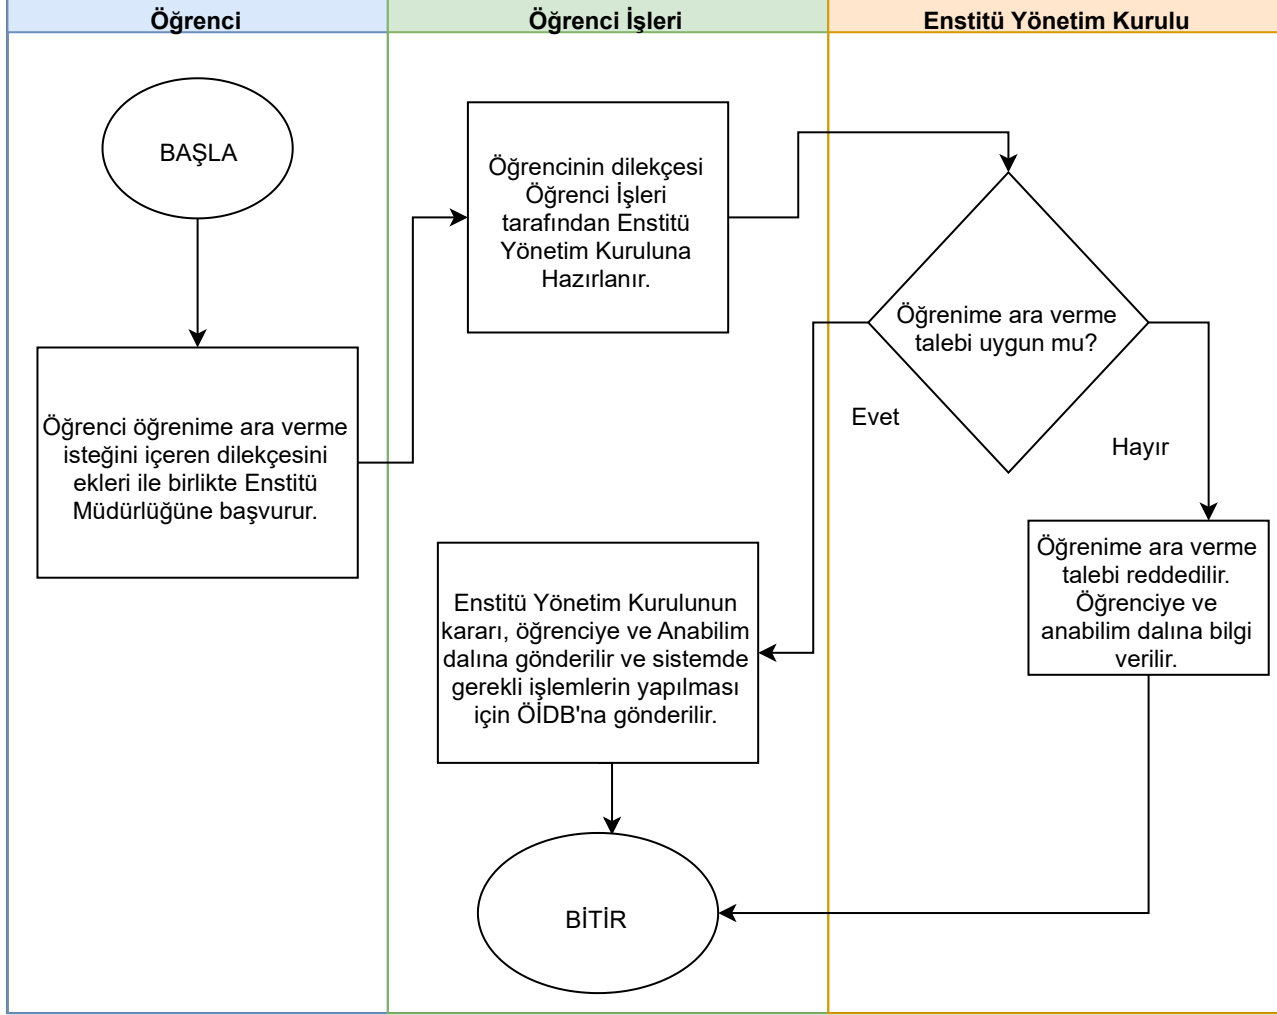 Öğrenci
Öğrenci İşleri
Enstitü Yönetim Kurulu
BAŞLA
Öğrenci öğrenime ara verme
isteğini içeren dilekçesini
ekleri ile birlikte Enstitü
Müdürlüğüne başvurur.
Öğrencinin dilekçesi
Öğrenci İşleri
tarafından Enstitü
Yönetim Kuruluna
Hazırlanır.
Öğrenime ara verme
talebi uygun mu?
Evet
Hayır
Enstitü Yönetim Kurulunun
kararı, öğrenciye ve Anabilim
dalına gönderilir ve sistemde
gerekli işlemlerin yapılması
için ÖİDB'na gönderilir.
Öğrenime ara verme
talebi reddedilir.
Öğrenciye ve
anabilim dalına bilgi
verilir.
BİTİR